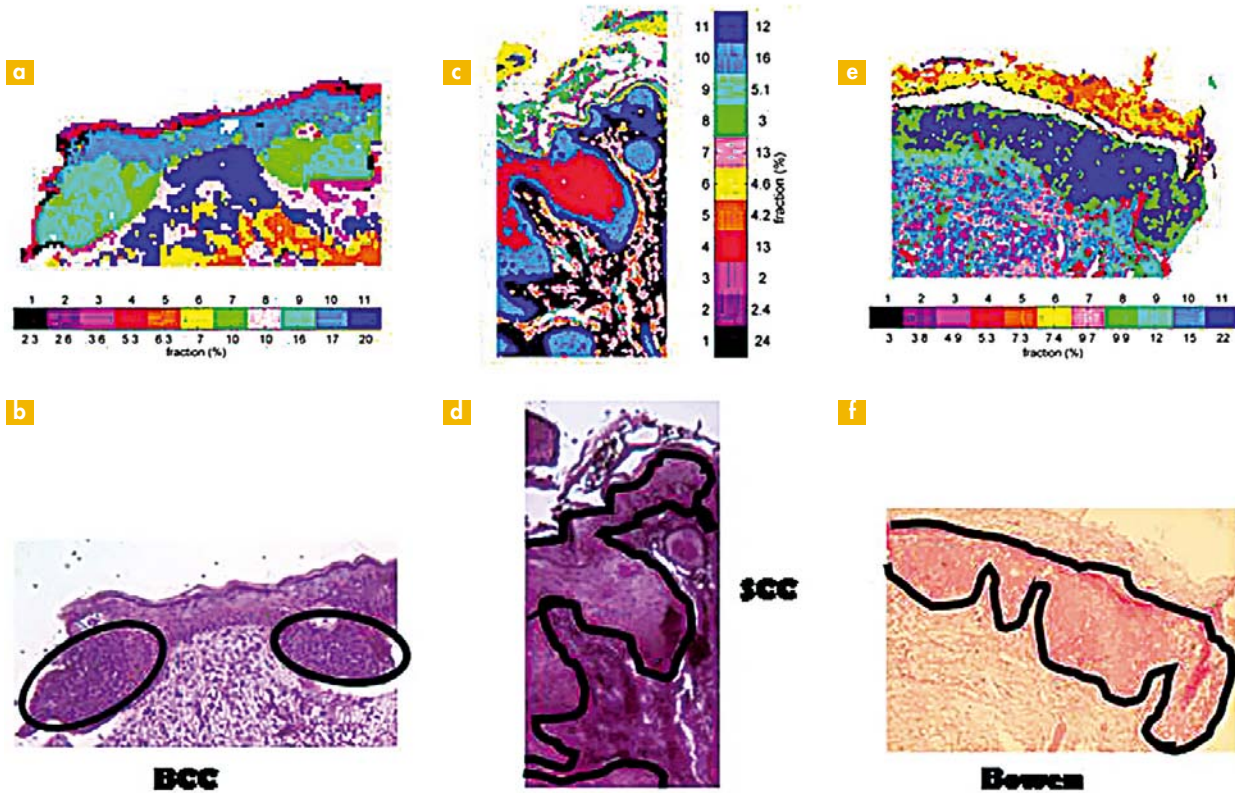 a
1 2 3 4 5 6 7 8 9 10 11
2 3 2 6 3 6 5 3 6 3 7 10 10 16 17 20
fraction (%)
b
BCC
c
11 12
10 16
9 5.1
8 3
7 13
6 4.6
5 4.2
4 13
3 2
2 2.4
1 24
fraction (%)
d
SCC
e
1 2 3 4 5 6 7 8 9 10 11
3 3 8 4 9 5 3 7 3 7 4 9 7 9 9 12 15 22
fraction (%)
f
Bowen